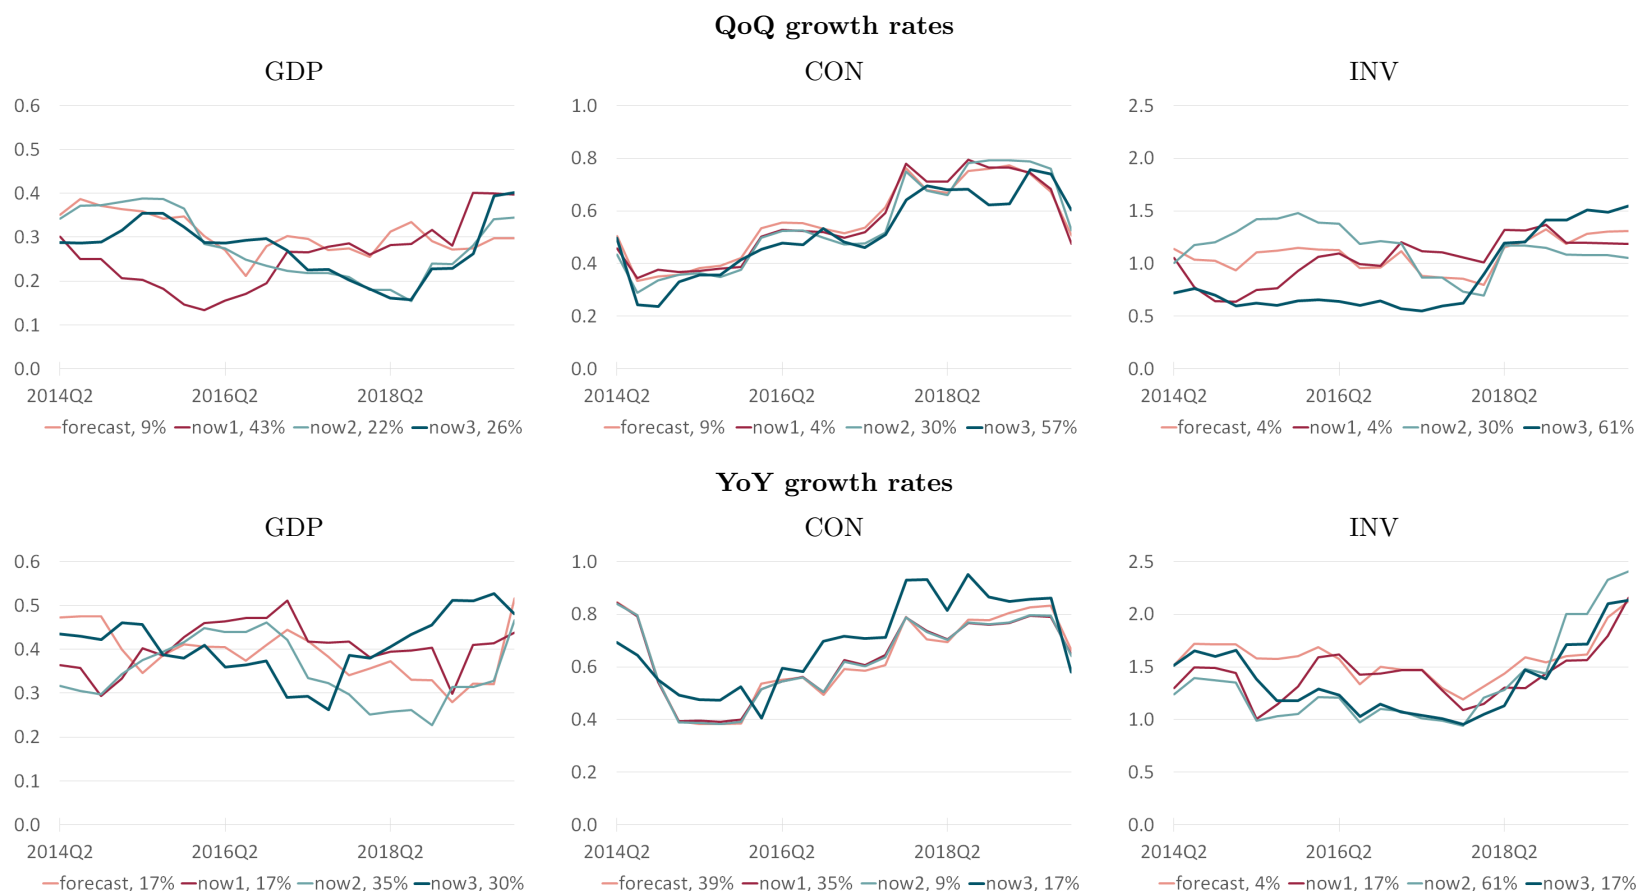 QoQ growth rates
GDP CON INV
0.6 1.0 2.5
0.5 0.8 2.0
0.4 0.6 1.5
0.3 0.4 1.0
0.2 0.2 0.5
0.1 0.0 0.0
0.0
2014Q2 2016Q2 2018Q2 2014Q2 2016Q2 2018Q2 2014Q2 2016Q2 2018Q2
forecast, 9% now1, 43% now2, 22% now3, 26% forecast, 9% now1, 4% now2, 30% now3, 57% forecast, 4% now1, 4% now2, 30% now3, 61%
YoY growth rates
GDP CON INV
0.6 1.0 2.5
0.5 0.8 2.0
0.4 0.6 1.5
0.3 0.4 1.0
0.2 0.2 0.5
0.1 0.0 0.0
0.0
2014Q2 2016Q2 2018Q2 2014Q2 2016Q2 2018Q2 2014Q2 2016Q2 2018Q2
forecast, 17% now1, 17% now2, 35% now3, 30% forecast, 39% now1, 35% now2, 9% now3, 17% forecast, 4% now1, 17% now2, 61% now3, 17%